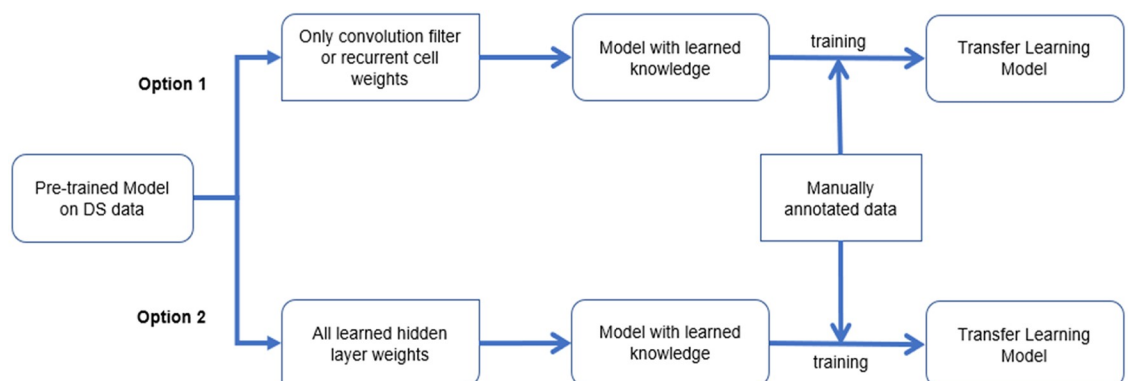 Only convolution filter
or recurrent cell
weights
Model with learned
knowledge
training
Transfer Learning
Model
Option 1
Pre-trained Model
on DS data
Manually
annotated data
Option 2
All learned hidden
layer weights
Model with learned
knowledge
training
Transfer Learning
Model